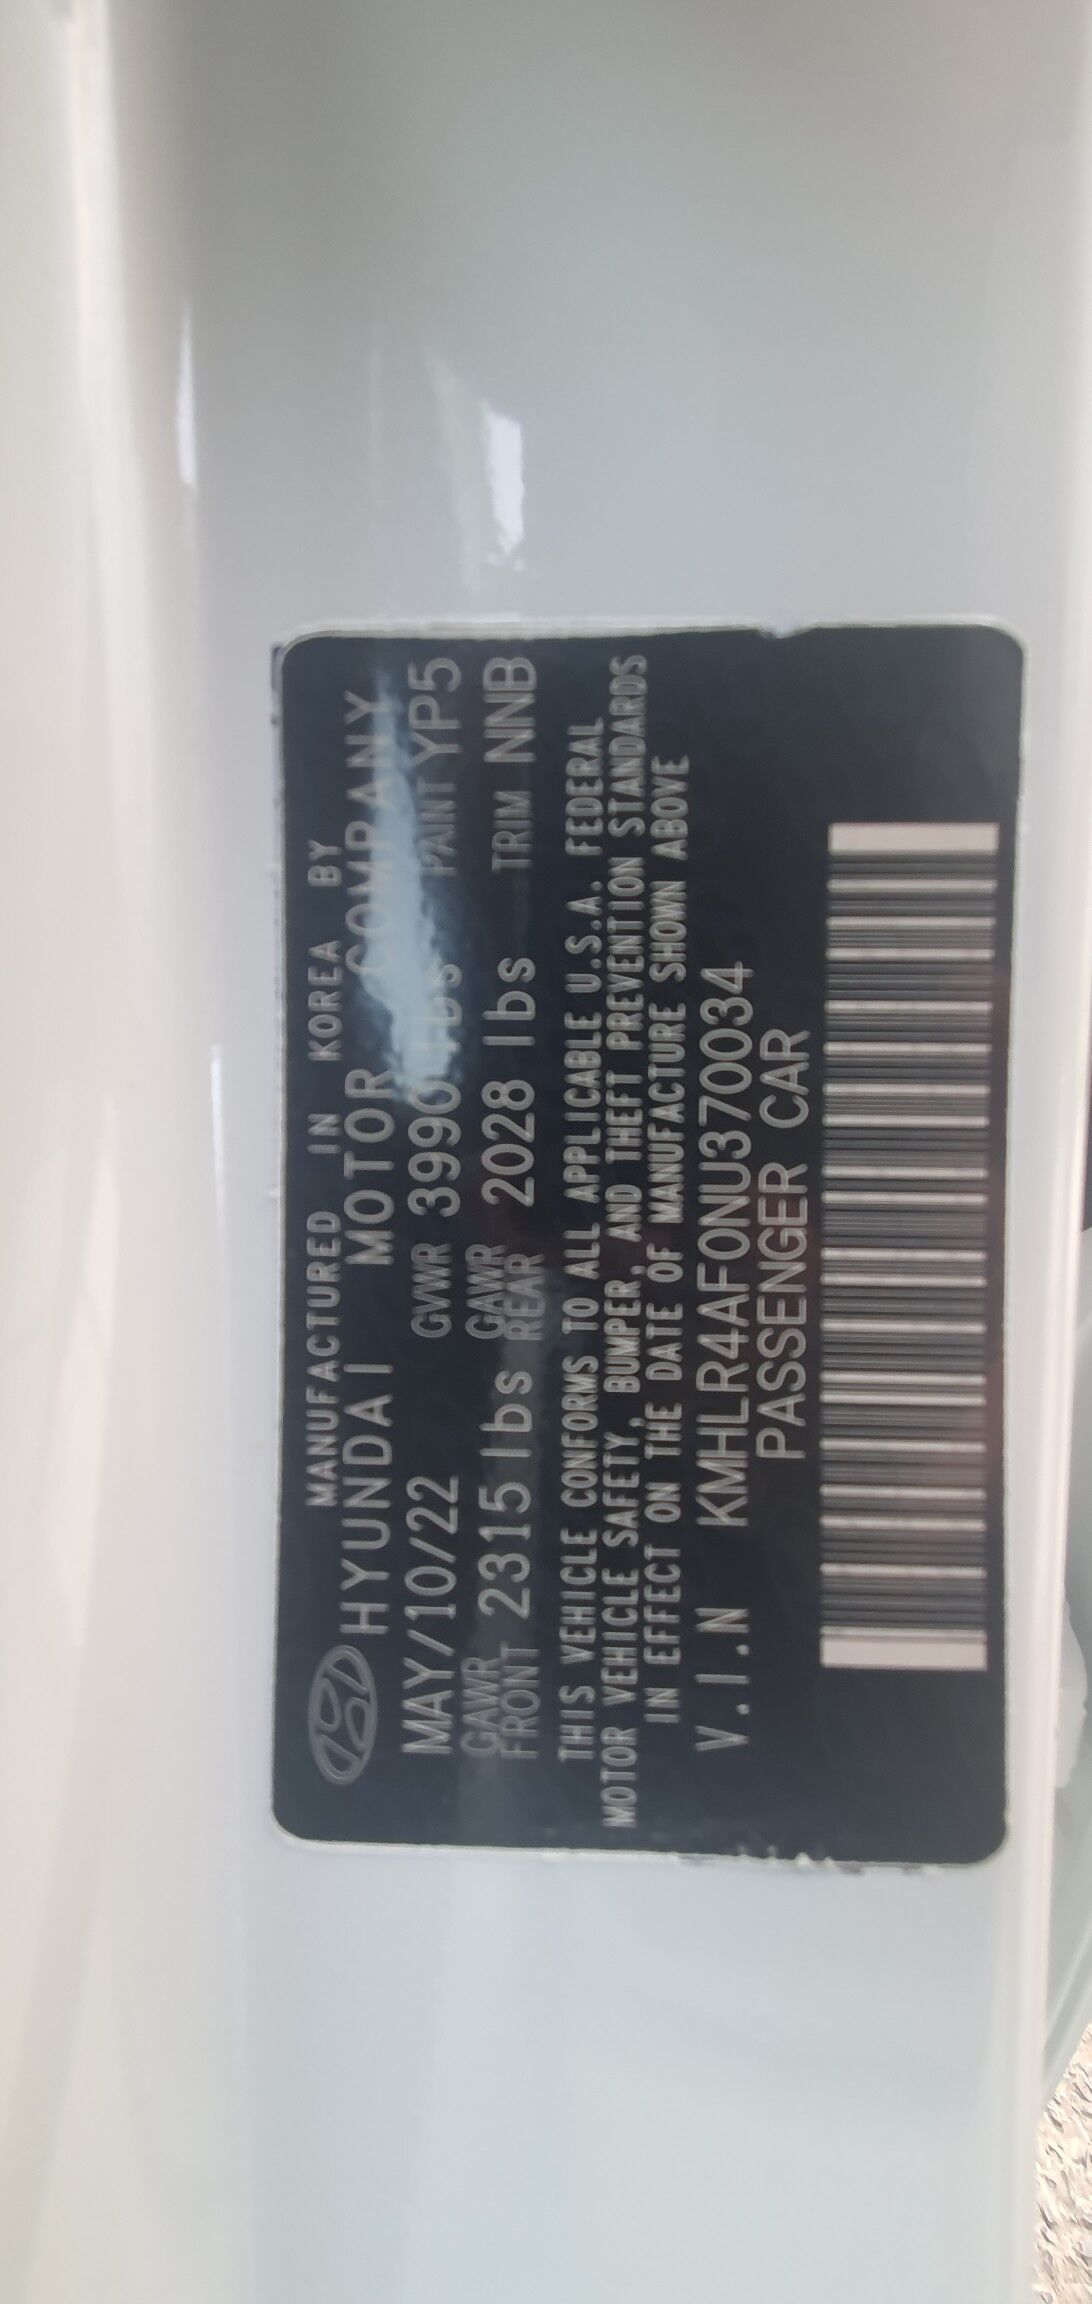 MANUFACTURED IN KOREA BY
HYUNDAI MOTOR COMPANY
MAY/10/22 GVWR 3990 lbs PAINT YP5
GAWR FRONT 2315 lbs GAWR REAR 2028 lbs TRIM NNB
THIS VEHICLE CONFORMS TO ALL APPLICABLE U.S.A. FEDERAL
MOTOR VEHICLE SAFETY, BUMPER, AND THEFT PREVENTION STANDARDS
IN EFFECT ON THE DATE OF MANUFACTURE SHOWN ABOVE
V.I.N KMHLR4AF0NU370034
PASSENGER CAR